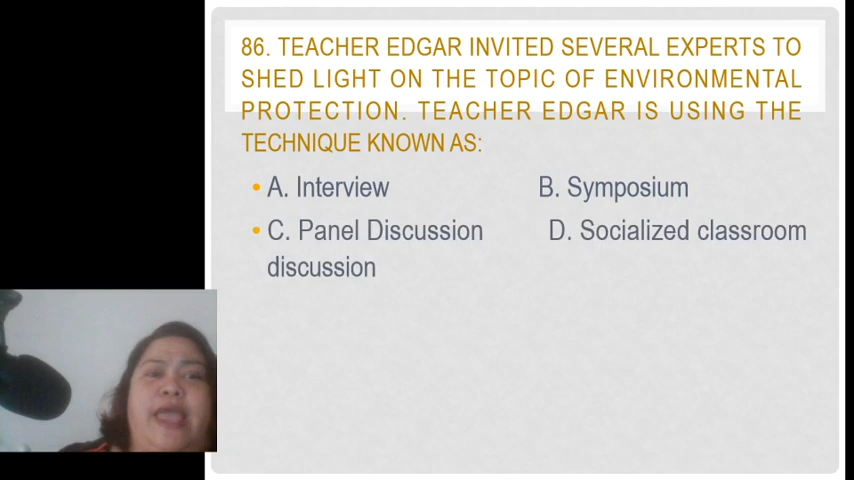 86. TEACHER EDGAR INVITED SEVERAL EXPERTS TO
SHED LIGHT ON THE TOPIC OF ENVIRONMENTAL
PROTECTION. TEACHER EDGAR IS USING THE
TECHNIQUE KNOWN AS:
• A. Interview B. Symposium
• C. Panel Discussion D. Socialized classroom
discussion